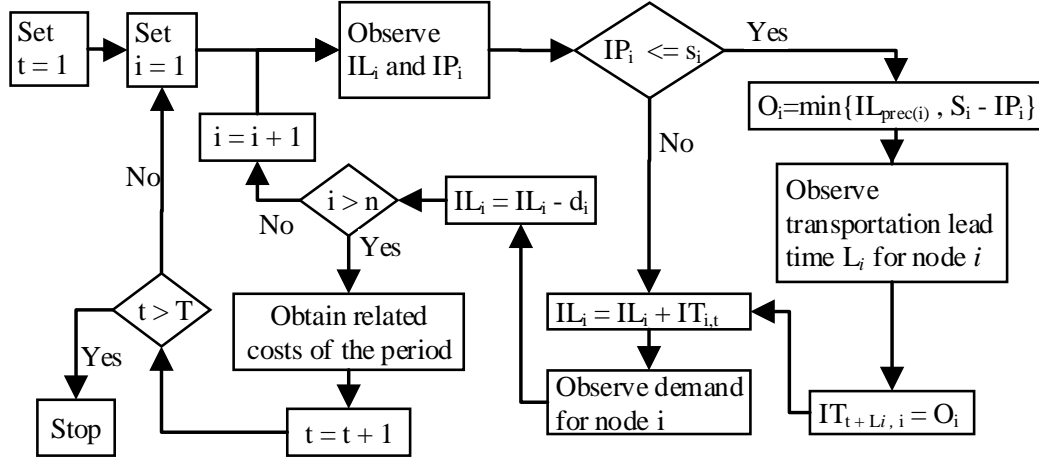 Set
t = 1
Set
i = 1
Observe
IL_i and IP_i
IP_i <= s_i
Yes
O_i=min{IL_prec(i) , S_i - IP_i}
No
i = i + 1
No
i > n
No
Yes
IL_i = IL_i - d_i
Observe
transportation lead
time L_i for node i
t > T
Yes
Obtain related
costs of the period
IL_i = IL_i + IT_i,t
Observe demand
for node i
IT_t + Li, i = O_i
Stop
t = t + 1